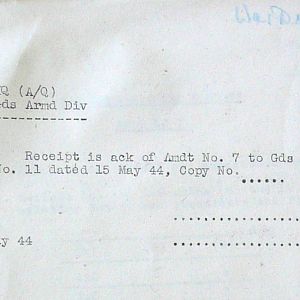 Q (A/Q)
ds Armd Div
Receipt is ack of Amdt No. 7 to Gds
No. 11 dated 15 May 44, Copy No.......
y 44